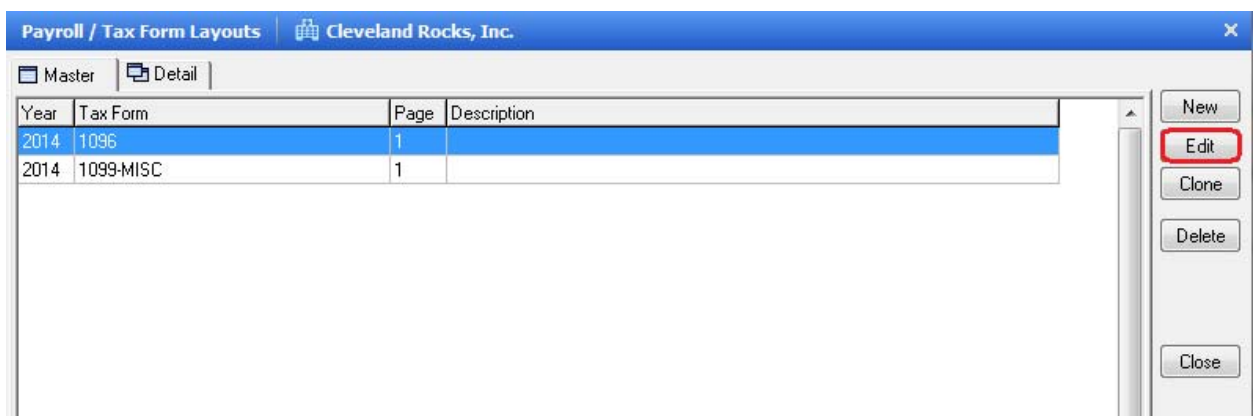 Payroll / Tax Form Layouts Cleveland Rocks, Inc.
Master Detail
Year Tax Form Page Description
2014 1096 1
2014 1099-MISC 1
New
Edit
Clone
Delete
Close